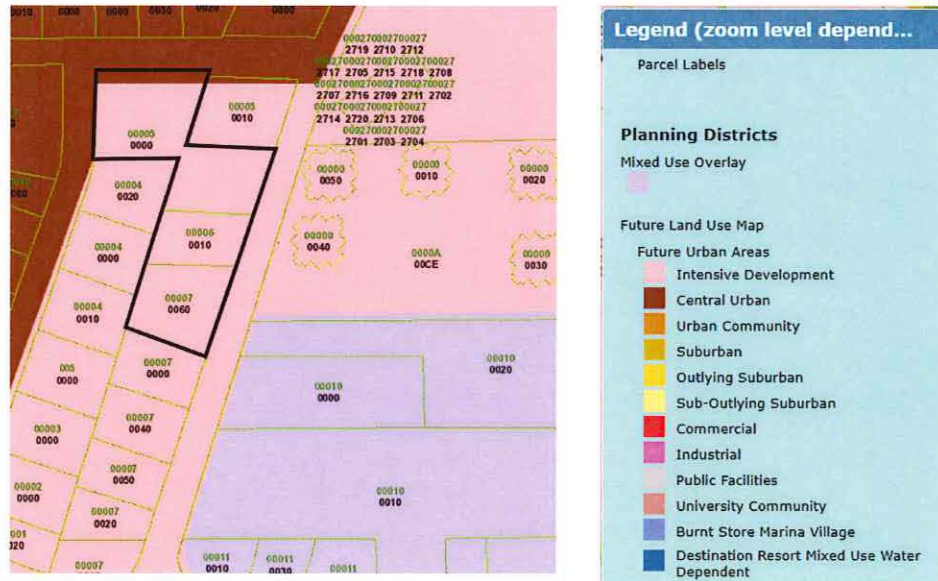 0000
00005
0010
00005
0000
000270002700027
2719 2710 2712
00027000270002700027
2717 2705 2715 2718 2708
00027000270002700027
2707 2716 2709 2711 2702
00027000270002700027
2714 2720 2713 2706
000270002700027
2701 2703 2704
00004
0020
00000
0050
00000
0010
00000
0020
00004
0000
00006
0010
00000
0040
0000A
00CE
00000
0030
00004
0010
00007
0060
005
0000
00007
0000
00010
0000
00010
0020
00003
0000
00007
0040
00002
0000
00007
0050
00010
0010
001
020
00007
0020
00007
00011
0010
00011
0030
00011
Legend (zoom level depend...
Parcel Labels
Planning Districts
Mixed Use Overlay
Future Land Use Map
Future Urban Areas
Intensive Development
Central Urban
Urban Community
Suburban
Outlying Suburban
Sub-Outlying Suburban
Commercial
Industrial
Public Facilities
University Community
Burnt Store Marina Village
Destination Resort Mixed Use Water
Dependent